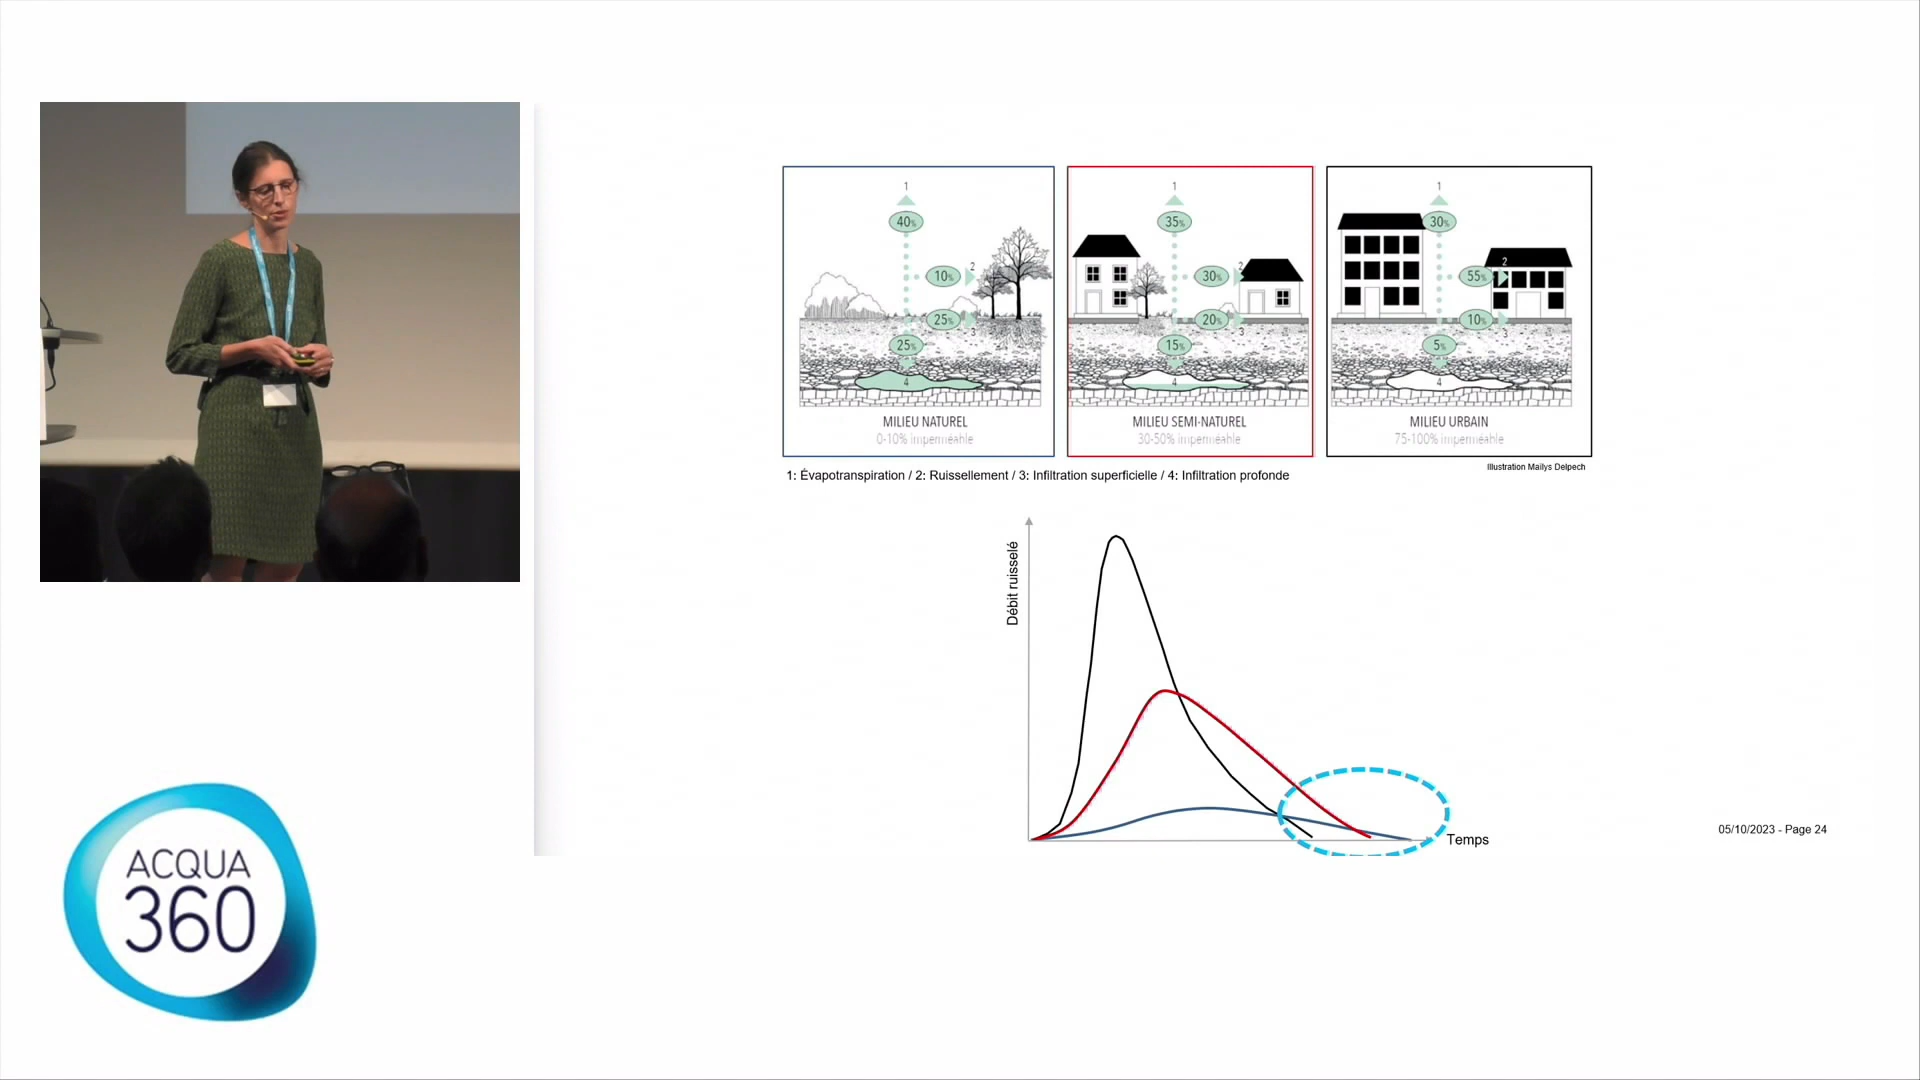 1
40%
10%
2
25%
3
25%
4
MILIEU NATUREL
0-10% imperméable
1
35%
2
30%
20%
3
15%
4
MILIEU SEMI-NATUREL
30-50% imperméable
1
30%
2
55%
10%
3
5%
4
MILIEU URBAIN
75-100% imperméable
Illustration Maïlys Delpech
1: Évapotranspiration / 2: Ruissellement / 3: Infiltration superficielle / 4: Infiltration profonde
Débit ruisselé
Temps
05/10/2023 - Page 24
ACQUA
360